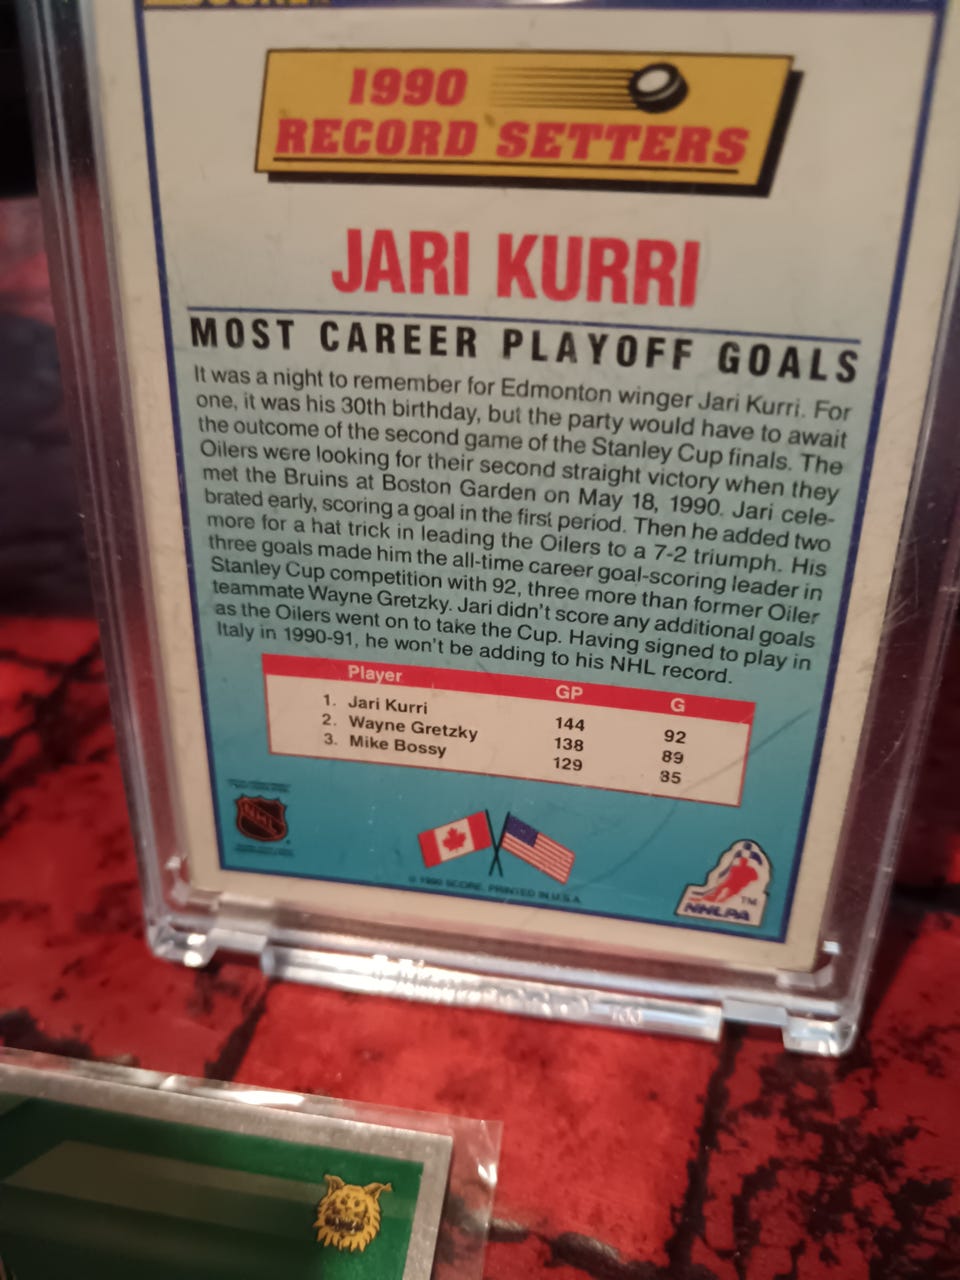 1990
RECORD SETTERS
JARI KURRI
MOST CAREER PLAYOFF GOALS
It was a night to remember for Edmonton winger Jari Kurri. For
one, it was his 30th birthday, but the party would have to await
the outcome of the second game of the Stanley Cup finals. The
Oilers were looking for their second straight victory when they
met the Bruins at Boston Garden on May 18, 1990. Jari cele-
brated early, scoring a goal in the first period. Then he added two
more for a hat trick in leading the Oilers to a 7-2 triumph. His
three goals made him the all-time career goal-scoring leader in
Stanley Cup competition with 92, three more than former Oiler
teammate Wayne Gretzky. Jari didn't score any additional goals
as the Oilers went on to take the Cup. Having signed to play in
Italy in 1990-91, he won't be adding to his NHL record.
Player GP G
1. Jari Kurri 144 92
2. Wayne Gretzky 138 89
3. Mike Bossy 129 85
NHL
© 1990 SCORE, PRINTED IN U.S.A.
TM
NHLPA